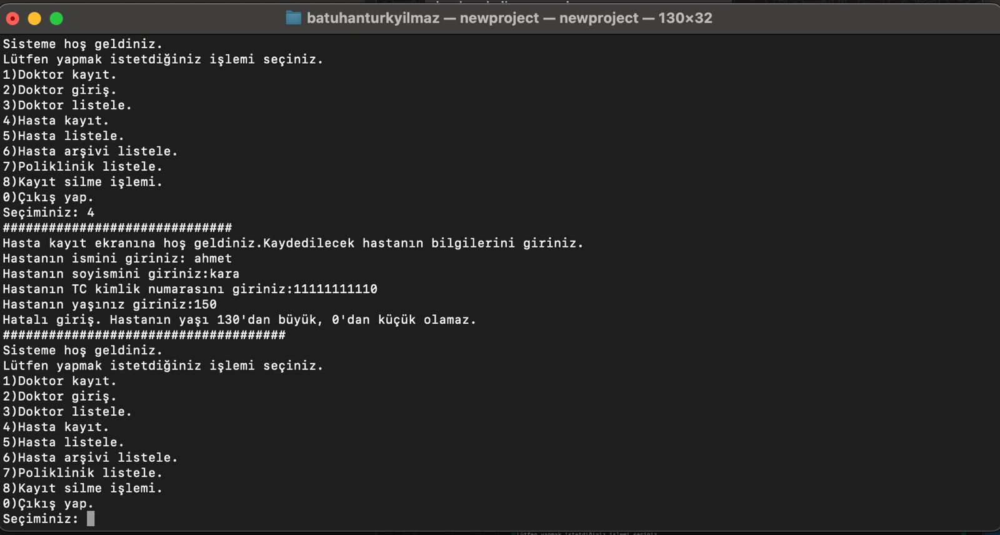 batuhanturkyilmaz — newproject — newproject — 130×32
Sisteme hoş geldiniz.
Lütfen yapmak istetdiğiniz işlemi seçiniz.
1)Doktor kayıt.
2)Doktor giriş.
3)Doktor listele.
4)Hasta kayıt.
5)Hasta listele.
6)Hasta arşivi listele.
7)Poliklinik listele.
8)Kayıt silme işlemi.
0)Çıkış yap.
Seçiminiz: 4
##############################
Hasta kayıt ekranına hoş geldiniz.Kaydedilecek hastanın bilgilerini giriniz.
Hastanın ismini giriniz: ahmet
Hastanın soyismini giriniz:kara
Hastanın TC kimlik numarasını giriniz:11111111110
Hastanın yaşınız giriniz:150
Hatalı giriş. Hastanın yaşı 130'dan büyük, 0'dan küçük olamaz.
#####################################
Sisteme hoş geldiniz.
Lütfen yapmak istetdiğiniz işlemi seçiniz.
1)Doktor kayıt.
2)Doktor giriş.
3)Doktor listele.
4)Hasta kayıt.
5)Hasta listele.
6)Hasta arşivi listele.
7)Poliklinik listele.
8)Kayıt silme işlemi.
0)Çıkış yap.
Seçiminiz:
Lütfen yapmak istetdiğiniz işlemi seçiniz.